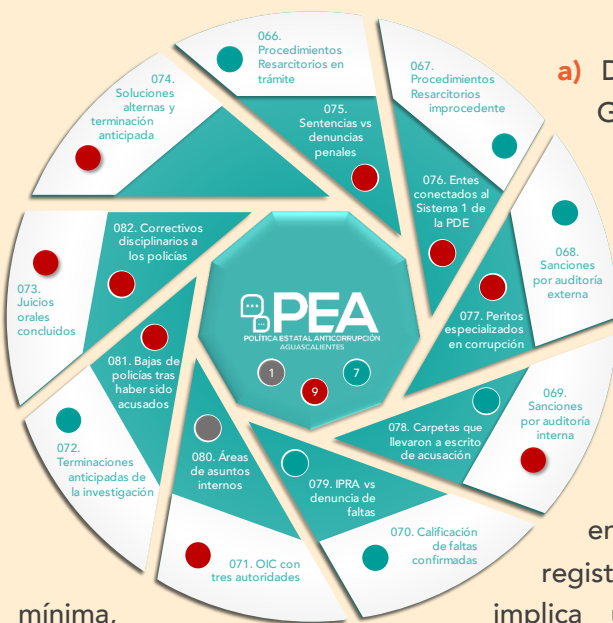 066.
Procedimientos
Resarcitorios en
trámite
067.
Procedimientos
Resarcitorios
improcedente
068.
Sanciones
por auditoría
externa
069.
Sanciones
por auditoría
interna
070. Calificación
de faltas
confirmadas
071. OIC con
tres autoridades
072.
Terminaciones
anticipadas de
la investigación
073.
Juicios
orales
concluidos
074.
Soluciones
alternas y
terminación
anticipada
075.
Sentencias vs
denuncias
penales
076. Entes
conectados al
Sistema 1 de
la PDE
077. Peritos
especializados
en corrupción
078. Carpetas que
llevaron a escrito
de acusación
079. IPRA vs
denuncia de
faltas
080. Áreas
de asuntos
internos
081. Bajas de
policías tras
haber sido
acusados
082. Correctivos
disciplinarios a
los policías
PEA
POLÍTICA ESTATAL ANTICORRUPCIÓN
AGUASCALIENTES
1
9
7
a) D
G
en
regist
mínima,
implica